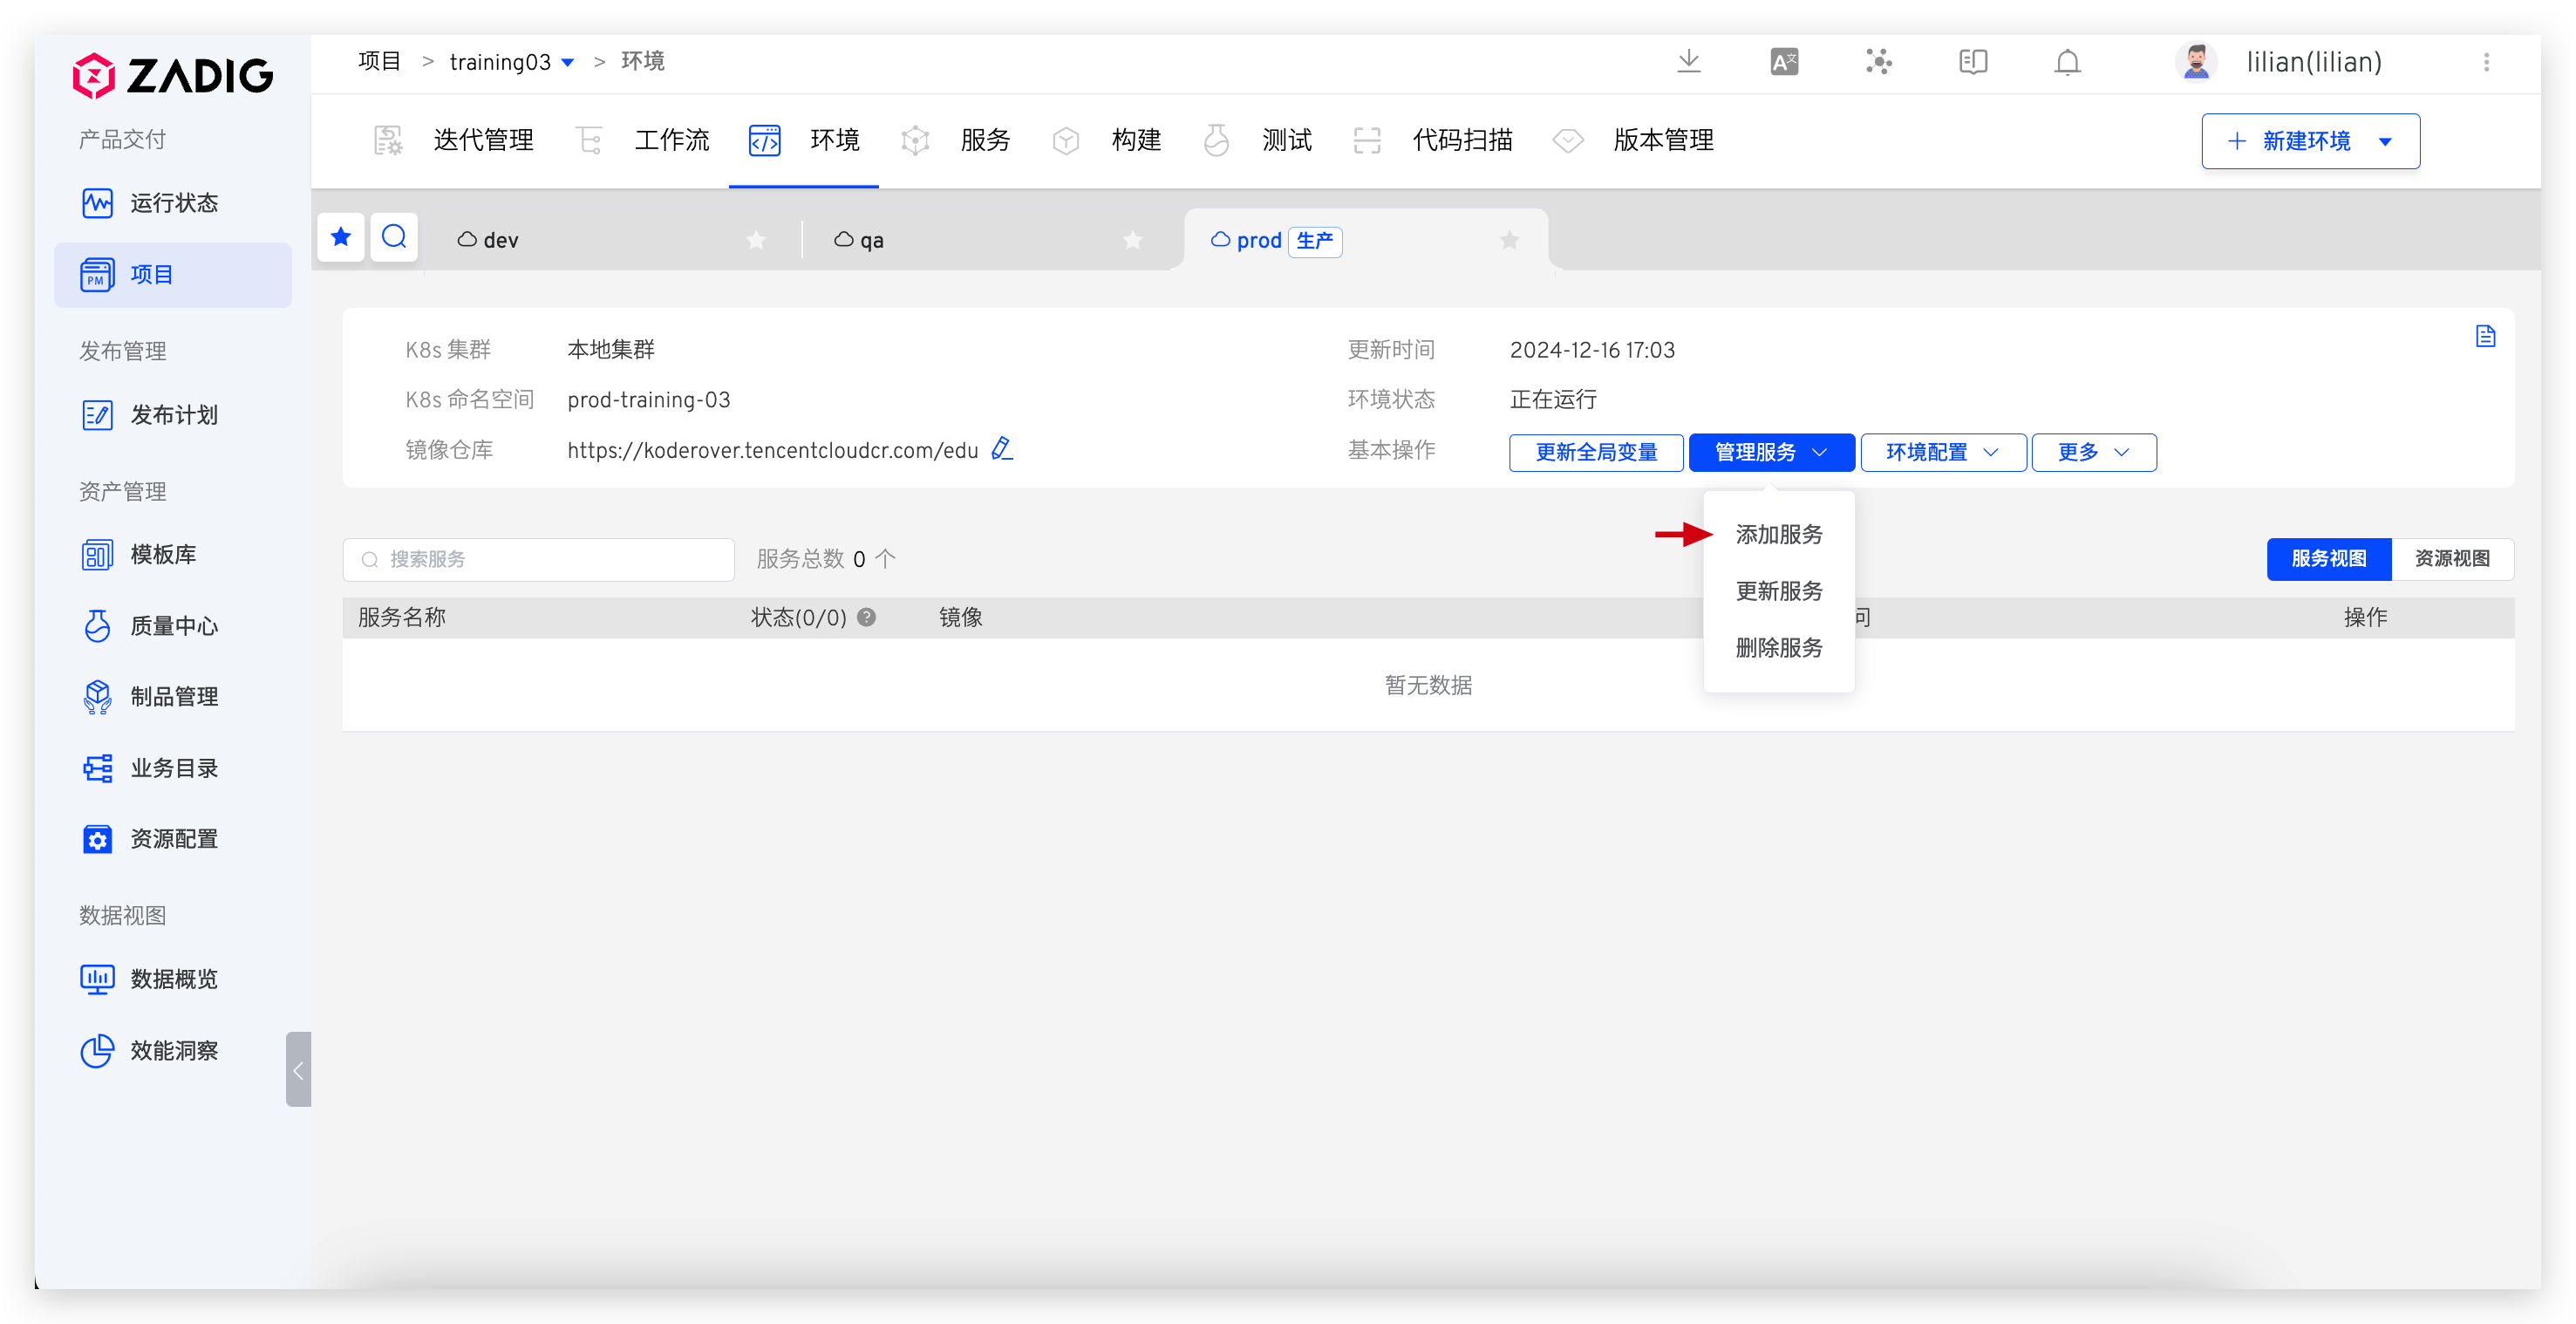 ZADIG
产品交付
运行状态
PM
项目
发布管理
发布计划
资产管理
模板库
质量中心
制品管理
业务目录
资源配置
数据视图
数据概览
效能洞察
项目 > training03 > 环境
A文
lilian(lilian)
迭代管理 工作流 环境 服务 构建 测试 代码扫描 版本管理
+ 新建环境
dev qa prod 生产
K8s 集群 本地集群 更新时间 2024-12-16 17:03
K8s 命名空间 prod-training-03 环境状态 正在运行
镜像仓库 https://koderover.tencentcloudcr.com/edu 基本操作 更新全局变量 管理服务 环境配置 更多
添加服务
更新服务
删除服务
搜索服务 服务总数 0 个 服务视图 资源视图
服务名称 状态(0/0) ? 镜像 问 操作
暂无数据